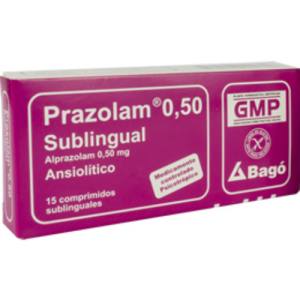 Prazolam® 0,50
Sublingual
Alprazolam 0,50 mg
Ansiolítico
15 comprimidos
sublinguales
Medicamento
controlado
Psicotrópico
GMP
Bagó